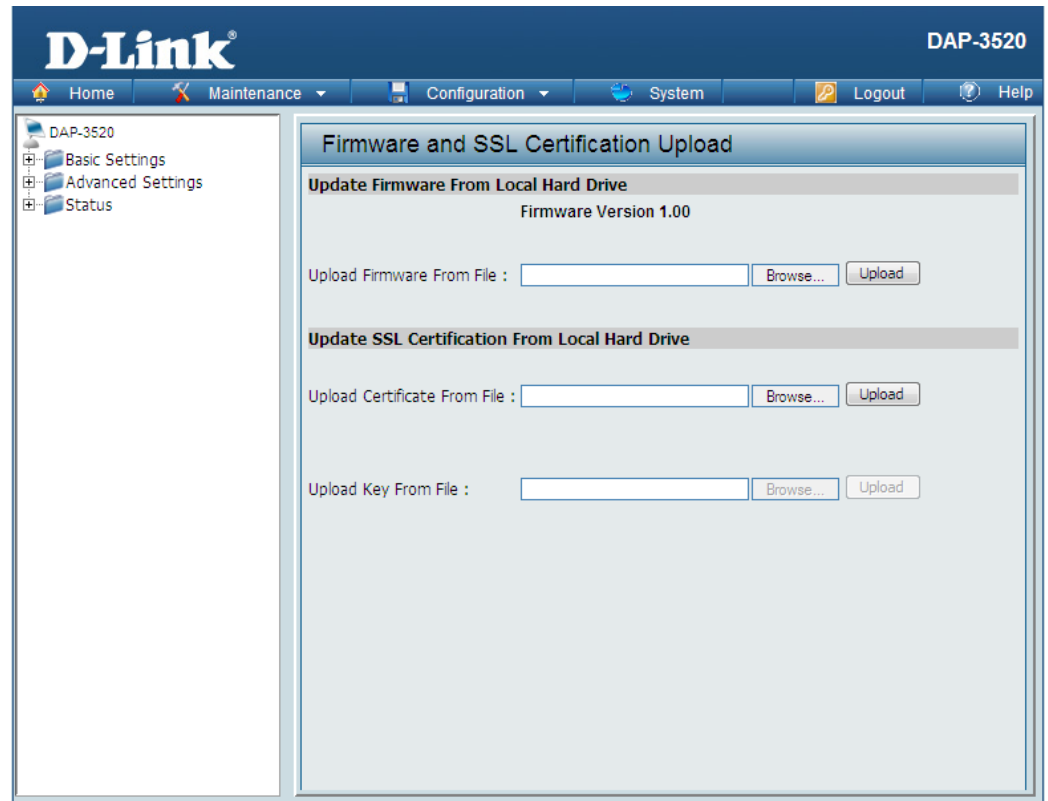 D-Link®
DAP-3520
Home Maintenance Configuration System Logout Help
DAP-3520
Basic Settings
Advanced Settings
Status
Firmware and SSL Certification Upload
Update Firmware From Local Hard Drive
Firmware Version 1.00
Upload Firmware From File : Browse... Upload
Update SSL Certification From Local Hard Drive
Upload Certificate From File : Browse... Upload
Upload Key From File : Browse... Upload